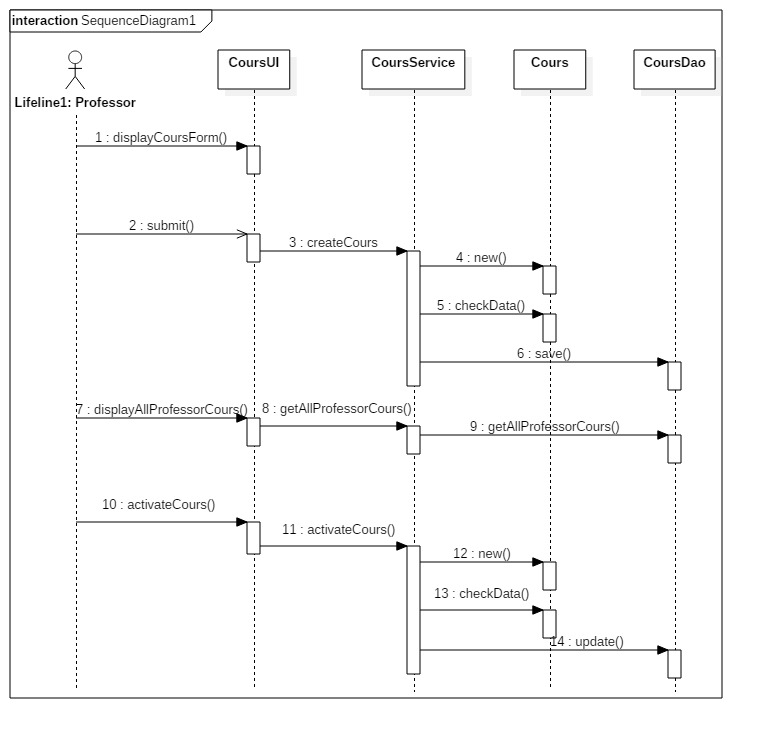 interaction SequenceDiagram1
CoursUI
CoursService
Cours
CoursDao
Lifeline1: Professor
1 : displayCoursForm()
2 : submit()
3 : createCours
4 : new()
5 : checkData()
6 : save()
7 : displayAllProfessorCours()
8 : getAllProfessorCours()
9 : getAllProfessorCours()
10 : activateCours()
11 : activateCours()
12 : new()
13 : checkData()
14 : update()